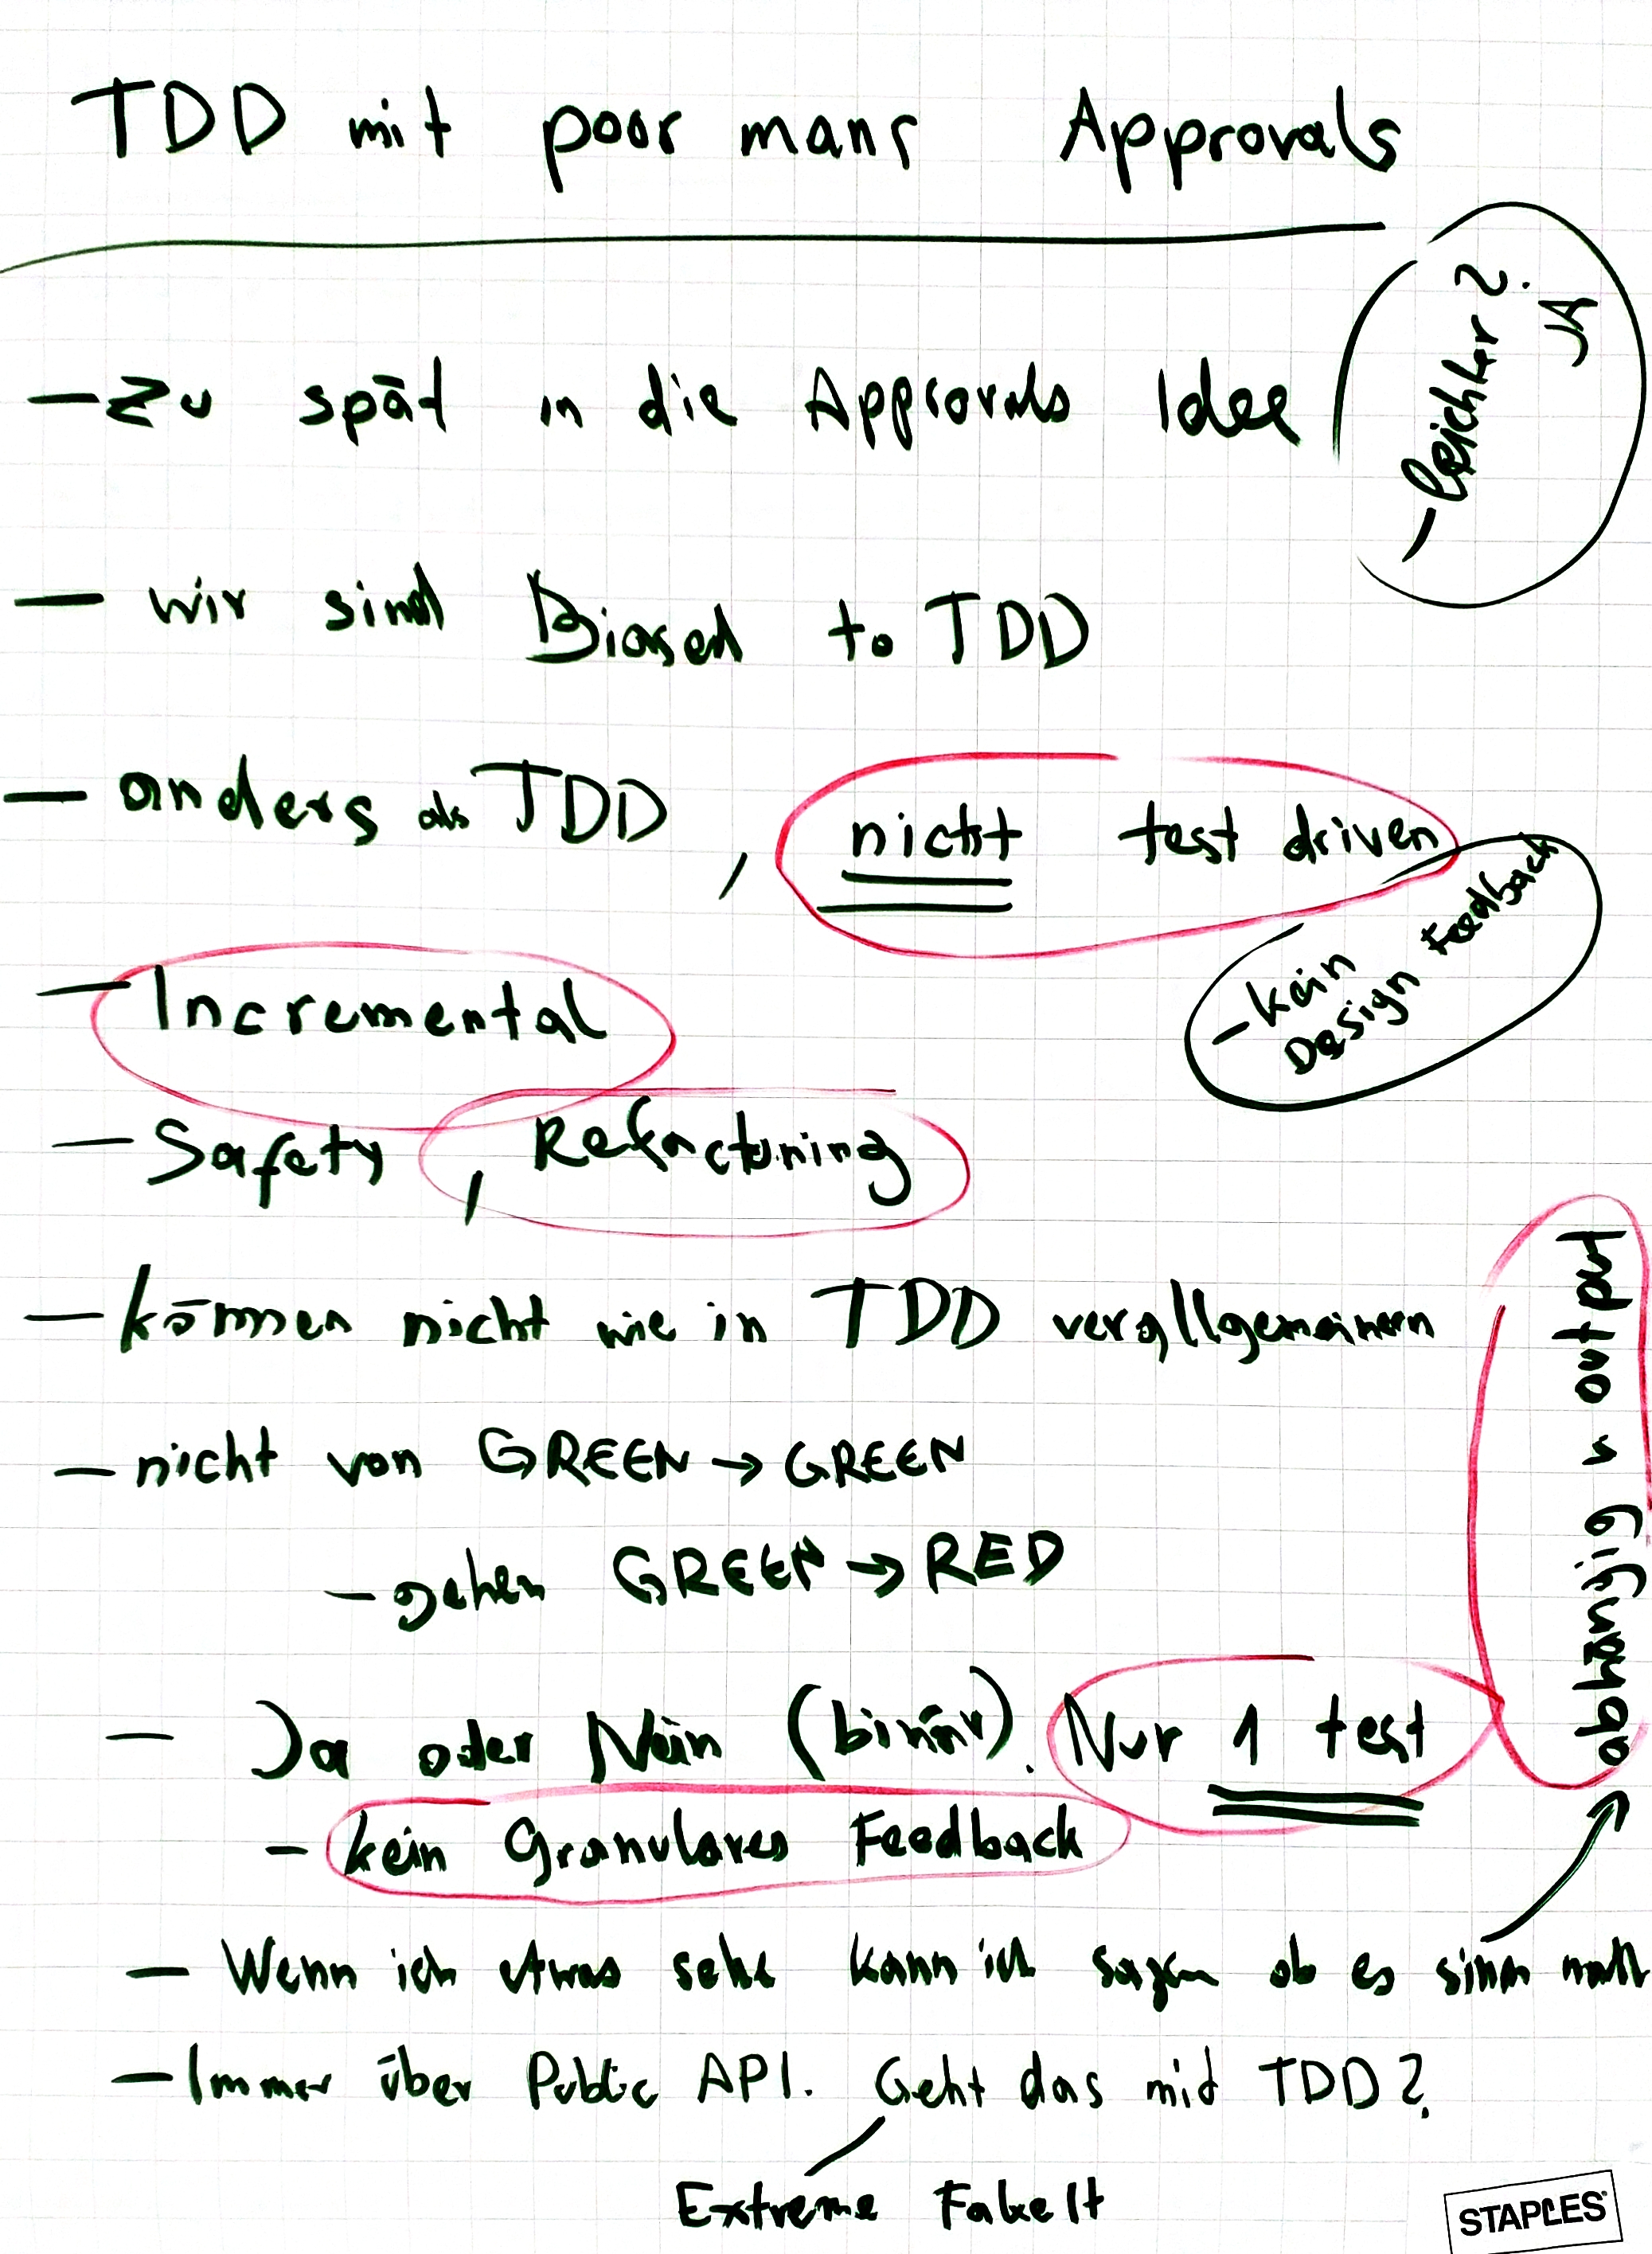 TDD mit poor mans Approvals
- leichter?
JA
- zu spät in die Approvals Idee
- wir sind Biased to TDD
- anders als TDD, nicht test driven
- kein
Design Feedback
- Incremental
- Safety, Refactoring
- können nicht wie in TDD verallgemeinern
- nicht von GREEN → GREEN
- gehen GREEN → RED
- Ja oder Nein (binär). Nur 1 test
abhängig v output
- kein Granulares Feedback
- Wenn ich etwas sehe kann ich sagen ob es sinn macht
- Immer über Public API. Geht das mit TDD?
Extreme Fake It
STAPLES